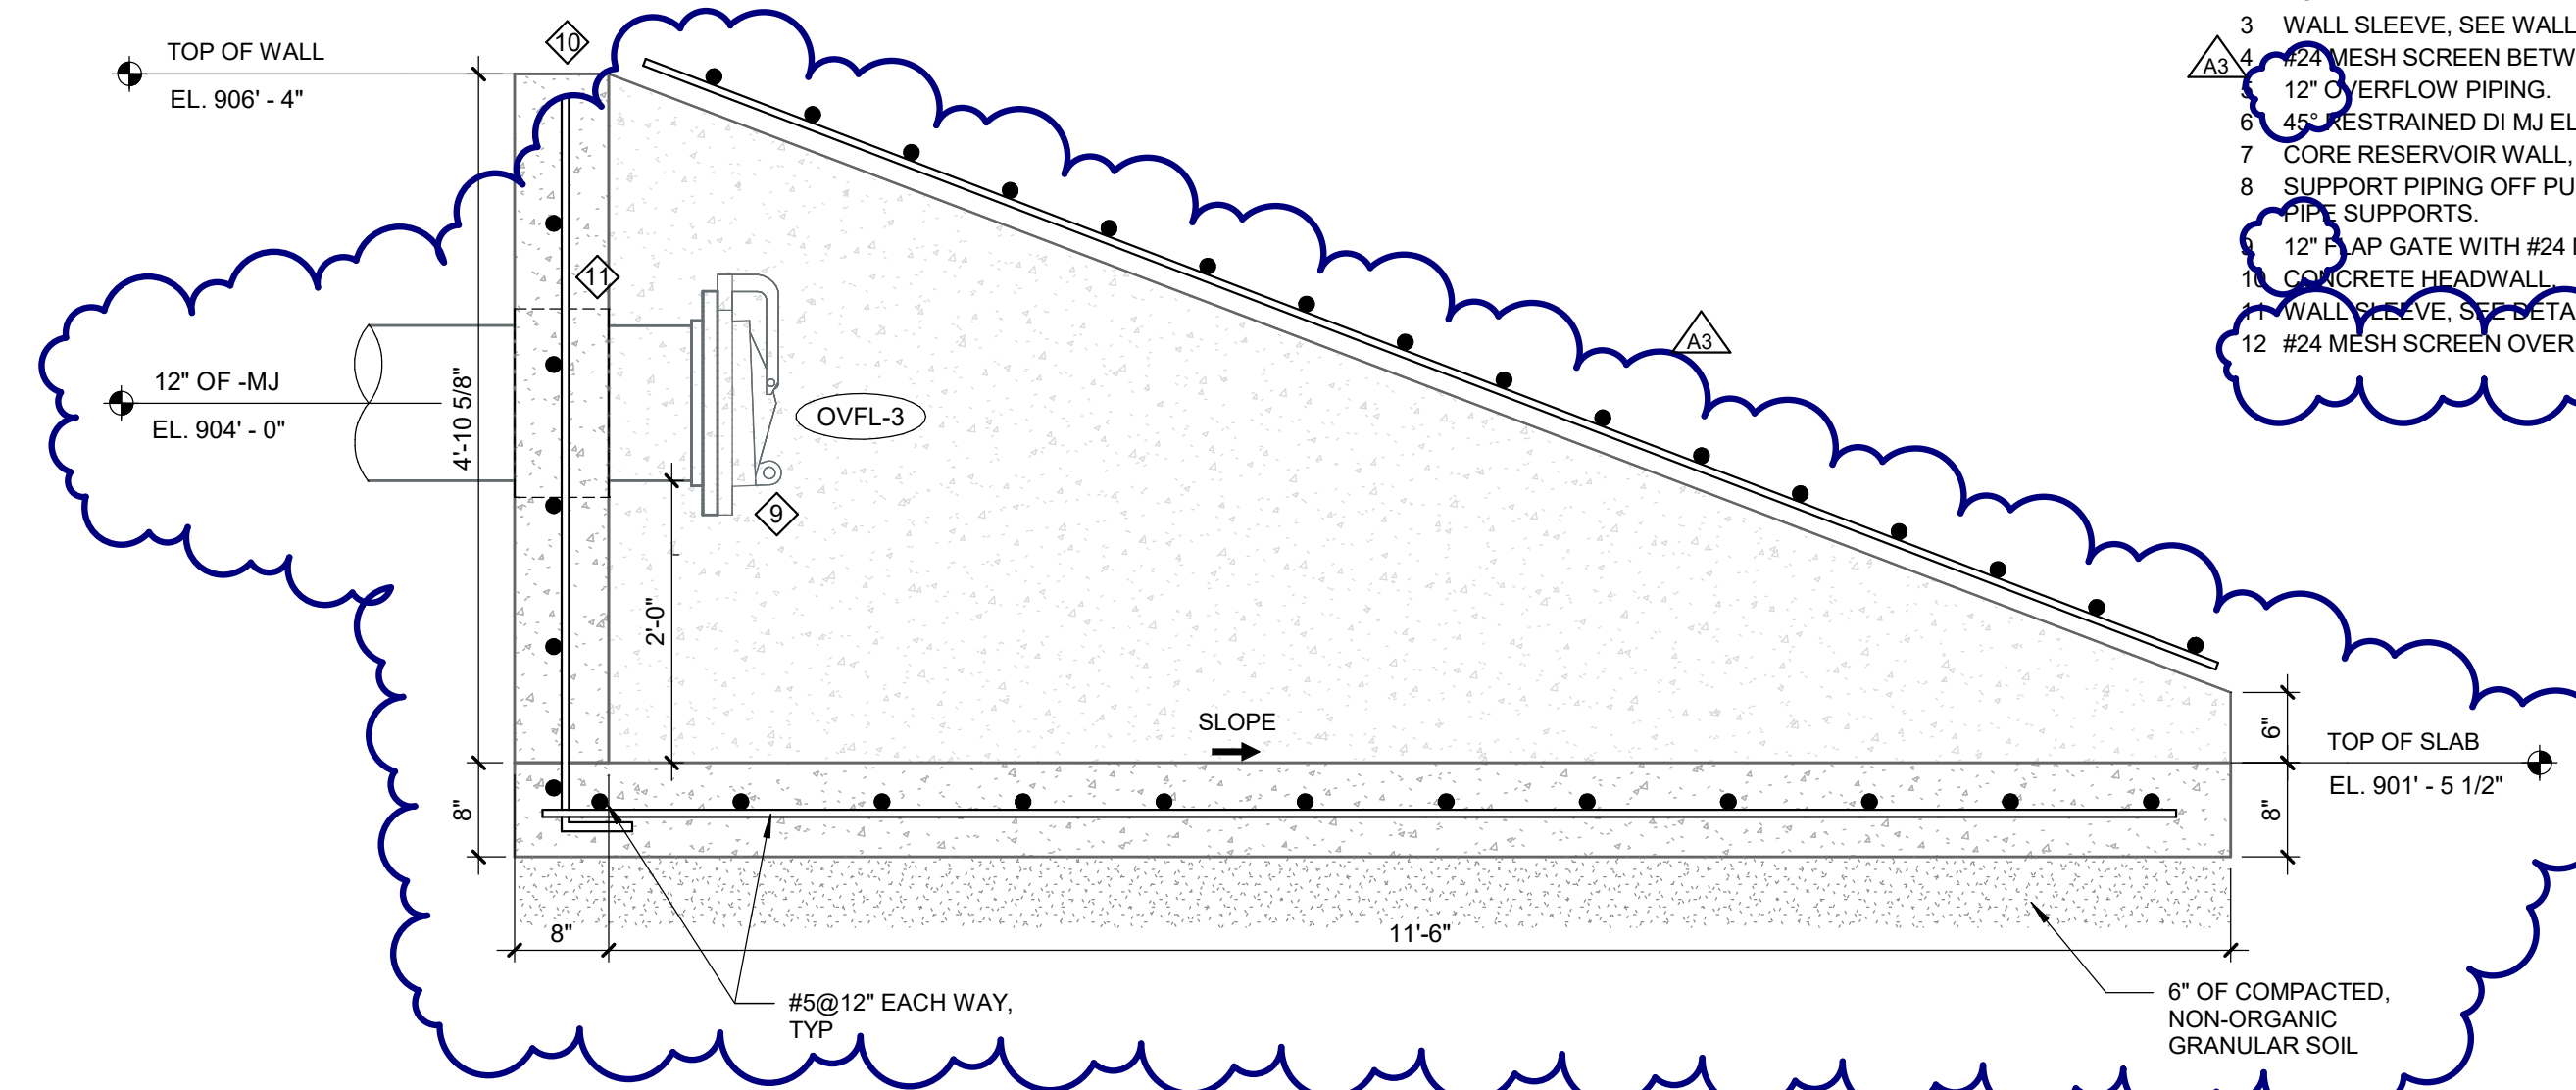 TOP OF WALL
EL. 906' - 4"
10
3 WALL SLEEVE, SEE WALL
A3
4 #24 MESH SCREEN BETW
5 12" OVERFLOW PIPING.
6 45° RESTRAINED DI MJ EL
7 CORE RESERVOIR WALL,
8 SUPPORT PIPING OFF PU
PIPE SUPPORTS.
9 12" FLAP GATE WITH #24
10 CONCRETE HEADWALL.
11 WALL SLEEVE, SEE DETA
12 #24 MESH SCREEN OVER
11
A3
12" OF -MJ
EL. 904' - 0"
4'-10 5/8"
OVFL-3
9
2'-0"
SLOPE
6"
TOP OF SLAB
EL. 901' - 5 1/2"
8"
8"
8"
11'-6"
#5@12" EACH WAY,
TYP
6" OF COMPACTED,
NON-ORGANIC
GRANULAR SOIL